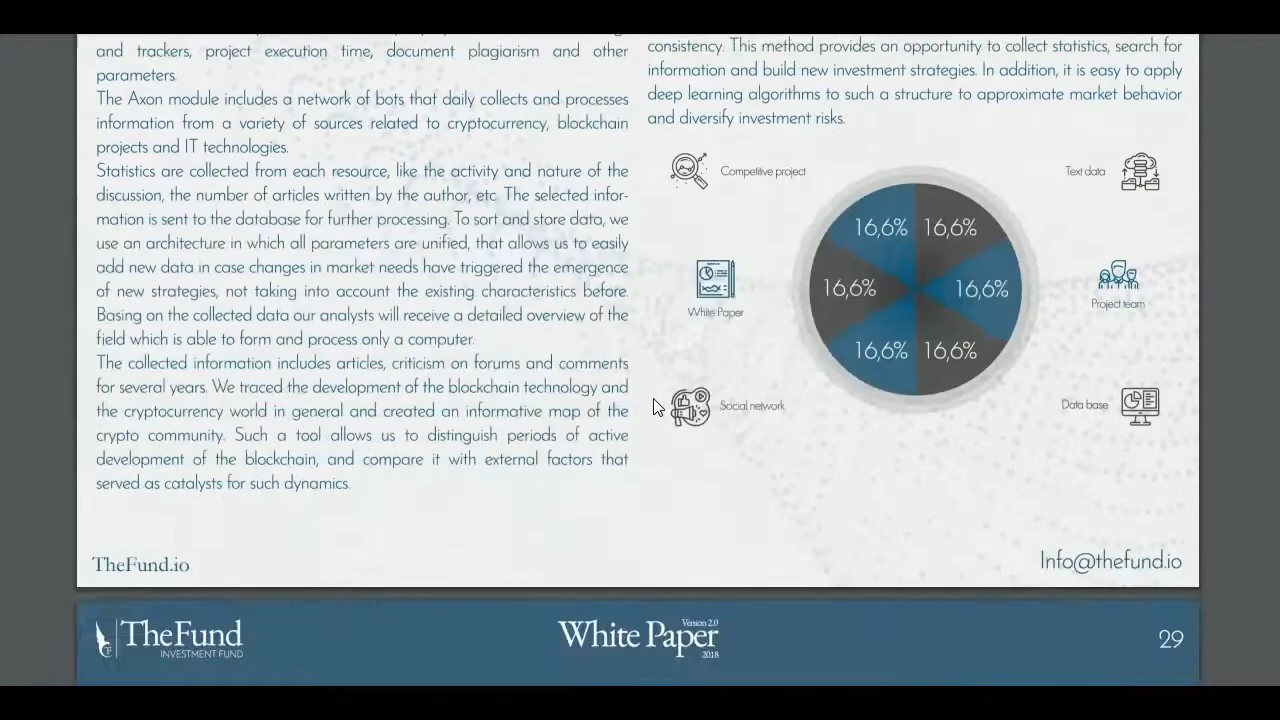 and trackers, project execution time, document plagiarism and other
parameters.
The Axon module includes a network of bots that daily collects and processes
information from a variety of sources related to cryptocurrency, blockchain
projects and IT technologies.
Statistics are collected from each resource, like the activity and nature of the
discussion, the number of articles written by the author, etc. The selected infor-
mation is sent to the database for further processing. To sort and store data, we
use an architecture in which all parameters are unified, that allows us to easily
add new data in case changes in market needs have triggered the emergence
of new strategies, not taking into account the existing characteristics before.
Basing on the collected data our analysts will receive a detailed overview of the
field which is able to form and process only a computer.
The collected information includes articles, criticism on forums and comments
for several years. We traced the development of the blockchain technology and
the cryptocurrency world in general and created an informative map of the
crypto community. Such a tool allows us to distinguish periods of active
development of the blockchain, and compare it with external factors that
served as catalysts for such dynamics.
consistency. This method provides an opportunity to collect statistics, search for
information and build new investment strategies. In addition, it is easy to apply
deep learning algorithms to such a structure to approximate market behavior
and diversify investment risks.
Competitive project
Text data
16,6% 16,6%
White Paper
16,6% 16,6%
Project team
16,6% 16,6%
Social network
Data base
TheFund.io
Info@thefund.io
TheFund
INVESTMENT FUND
Version 2.0
White Paper
2018
29